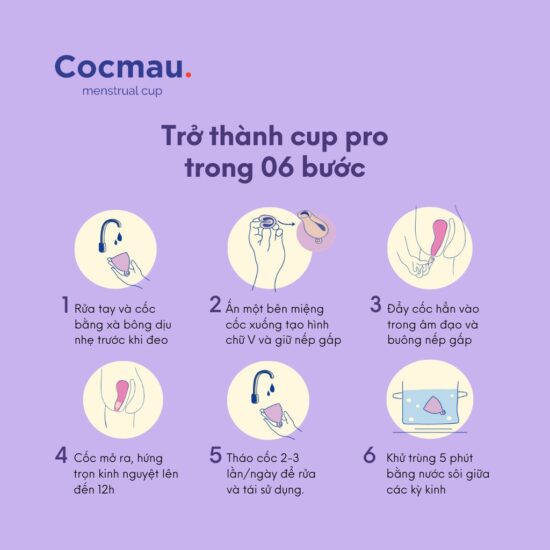 Cocmau.
menstrual cup
Trở thành cup pro
trong 06 bước
1 Rửa tay và cốc
bằng xà bông dịu
nhẹ trước khi đeo
2 Ấn một bên miệng
cốc xuống tạo hình
chữ V và giữ nếp gấp
3 Đẩy cốc hẳn vào
trong âm đạo và
buông nếp gấp
4 Cốc mở ra, hứng
trọn kinh nguyệt lên
đến 12h
5 Tháo cốc 2-3
lần/ngày để rửa
và tái sử dụng.
6 Khử trùng 5 phút
bằng nước sôi giữa
các kỳ kinh